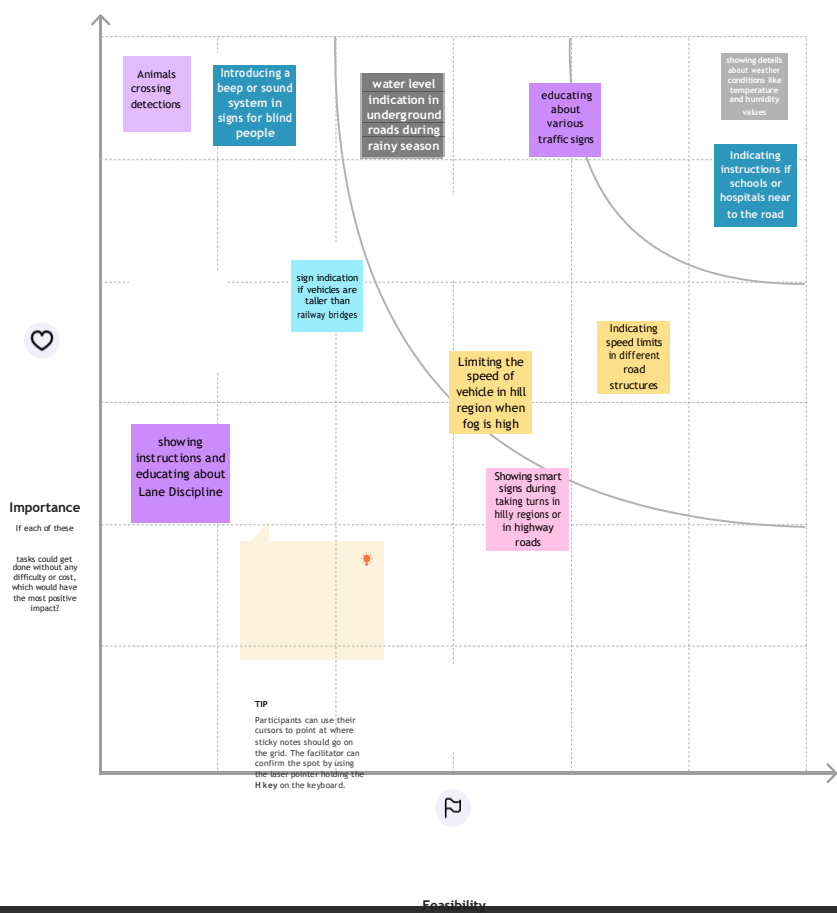 Animals
crossing
detections
Introducing a
beep or sound
system in
signs for blind
people
water level
indication in
underground
roads during
rainy season
educating
about
various
traffic signs
showing details
about weather
conditions like
temperature
and humidity
values
Indicating
instructions if
schools or
hospitals near
to the road
sign indication
if vehicles are
taller than
railway bridges
Indicating
speed limits
in different
road
structures
Limiting the
speed of
vehicle in hill
region when
fog is high
showing
instructions and
educating about
Lane Discipline
Showing smart
signs during
taking turns in
hilly regions or
in highway
roads
Importance
If each of these
tasks could get
done without any
difficulty or cost,
which would have
the most positive
impact?
TIP
Participants can use their
cursors to point at where
sticky notes should go on
the grid. The facilitator can
confirm the spot by using
the laser pointer holding the
H key on the keyboard.
Feasibility